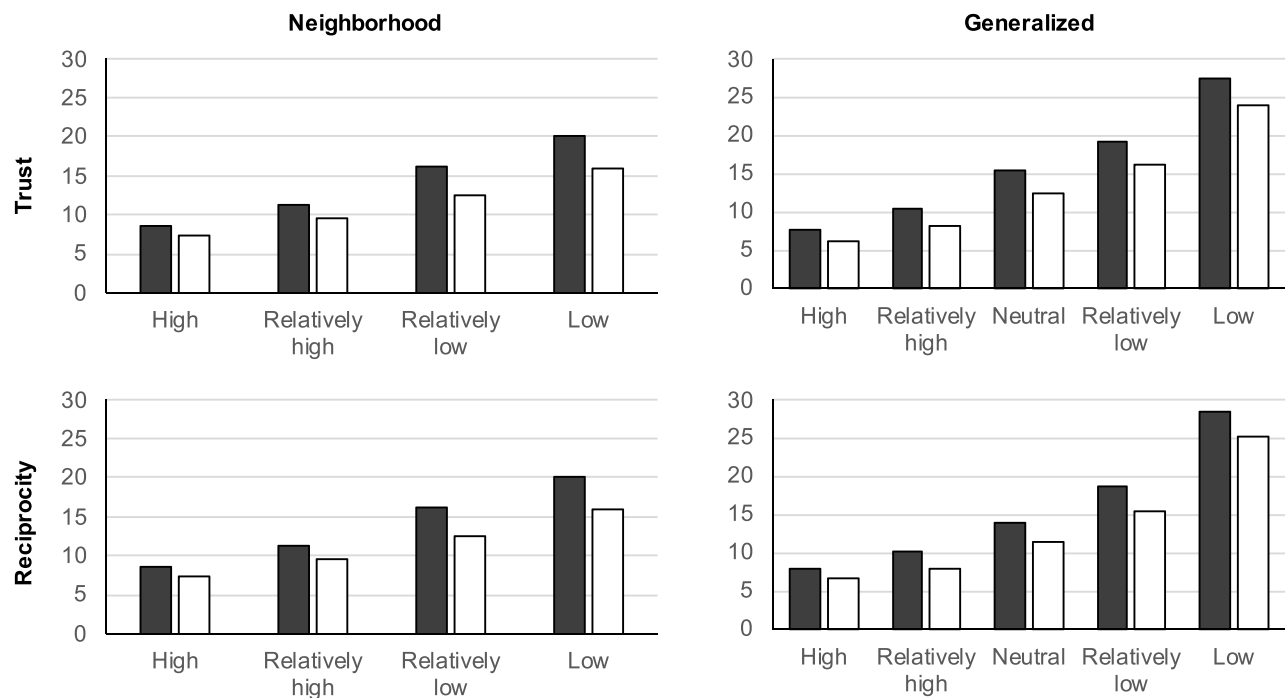 Neighborhood
Generalized
Trust
30
25
20
15
10
5
0
High
Relatively
high
Relatively
low
Low
30
25
20
15
10
5
0
High
Relatively
high
Neutral
Relatively
low
Low
Reciprocity
30
25
20
15
10
5
0
High
Relatively
high
Relatively
low
Low
30
25
20
15
10
5
0
High
Relatively
high
Neutral
Relatively
low
Low